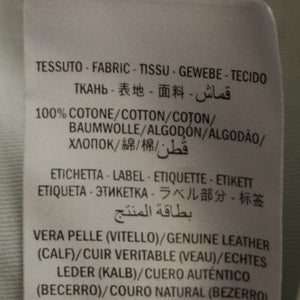 TESSUTO - FABRIC - TISSU - GEWEBE - TECIDO
ТКАНЬ - 表地 - 面料 - قماش
100% COTONE/COTTON/COTON/
BAUMWOLLE/ALGODÓN/ALGODÃO/
ХЛОПОК/綿/棉/قطن
ETICHETTA - LABEL - ETIQUETTE - ETIKETT
ETIQUETA - ЭТИКЕТКА - ラベル部分 - 标签
بطاقة المنتج
VERA PELLE (VITELLO)/GENUINE LEATHER
(CALF)/CUIR VERITABLE (VEAU)/ECHTES
LEDER (KALB)/CUERO AUTÉNTICO
(BECERRO)/COURO NATURAL (BEZERRO)